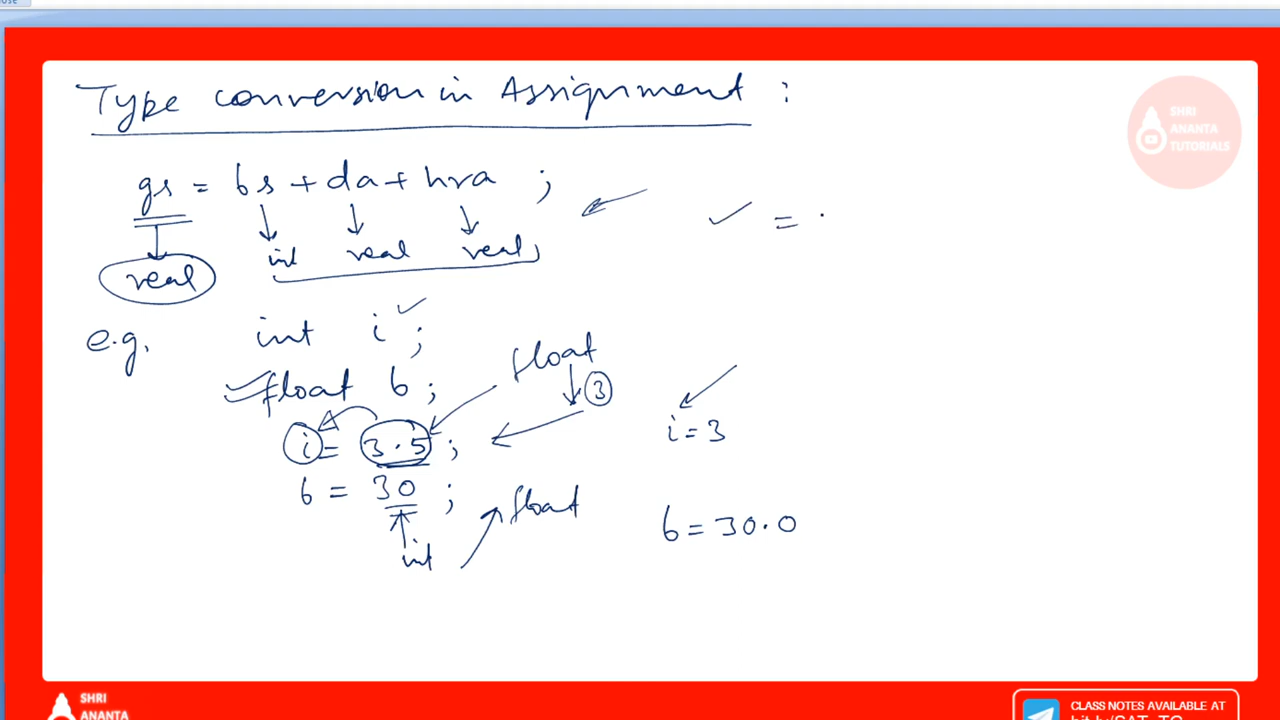 Type conversion in Assignment :
gs = bs + da + hra ;
✓ = .
int real real
real
e.g. int i ;
float
float b ;
3
i = 3.5 ;
i = 3
b = 30 ;
float
b = 30.0
int
SHRI
ANANTA
TUTORIALS
SHRI
ANANTA
CLASS NOTES AVAILABLE AT